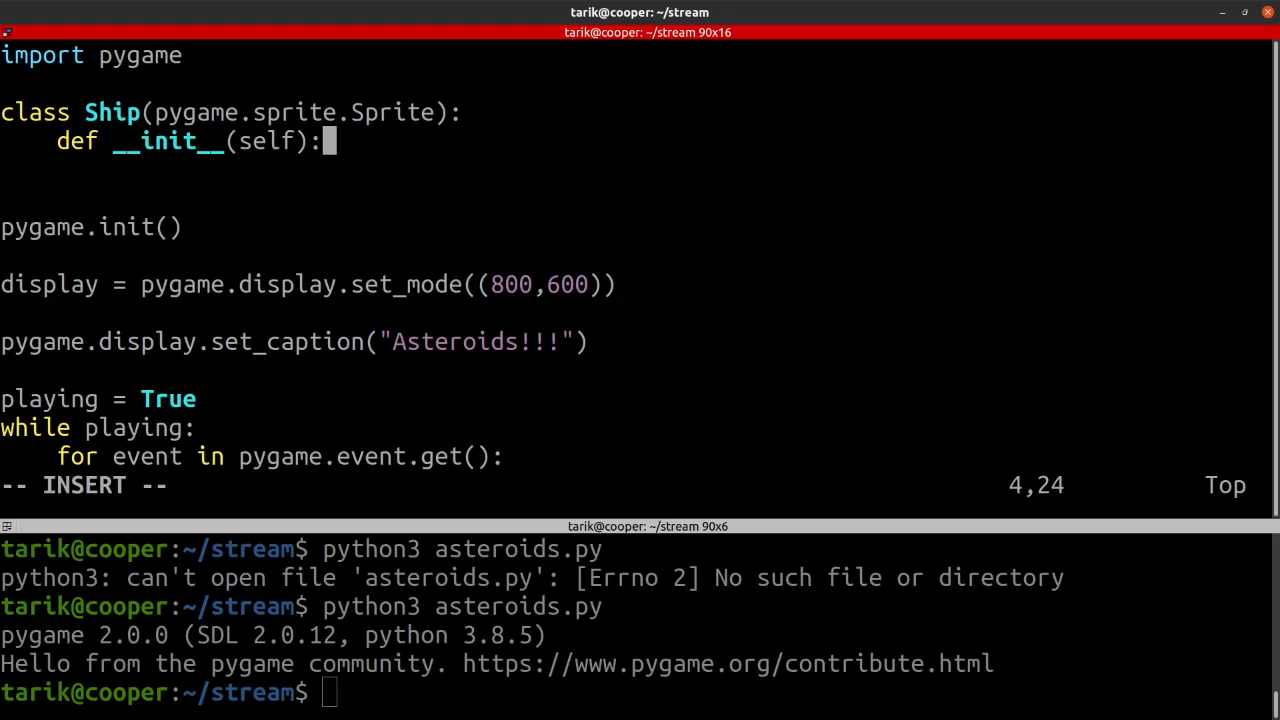 tarik@cooper: ~/stream
tarik@cooper: ~/stream 90x16
import pygame
class Ship(pygame.sprite.Sprite):
    def __init__(self):
pygame.init()
display = pygame.display.set_mode((800,600))
pygame.display.set_caption("Asteroids!!!")
playing = True
while playing:
    for event in pygame.event.get():
-- INSERT -- 4,24 Top
tarik@cooper: ~/stream 90x6
tarik@cooper:~/stream$ python3 asteroids.py
python3: can't open file 'asteroids.py': [Errno 2] No such file or directory
tarik@cooper:~/stream$ python3 asteroids.py
pygame 2.0.0 (SDL 2.0.12, python 3.8.5)
Hello from the pygame community. https://www.pygame.org/contribute.html
tarik@cooper:~/stream$